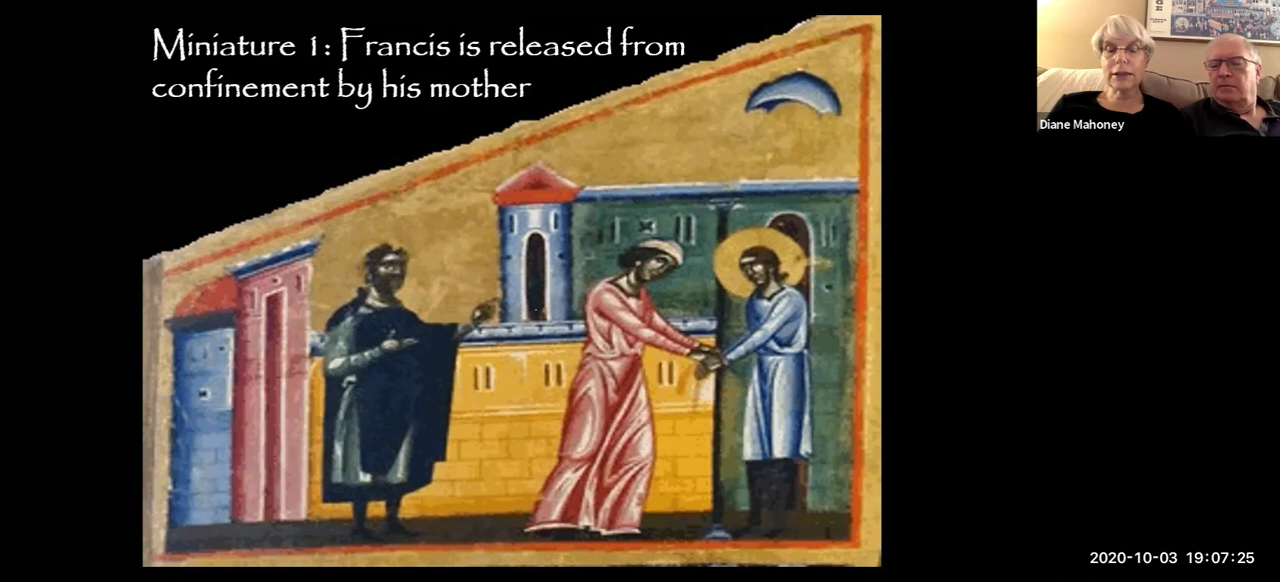 Miniature 1: Francis is released from
confinement by his mother
Diane Mahoney
2020-10-03 19:07:25